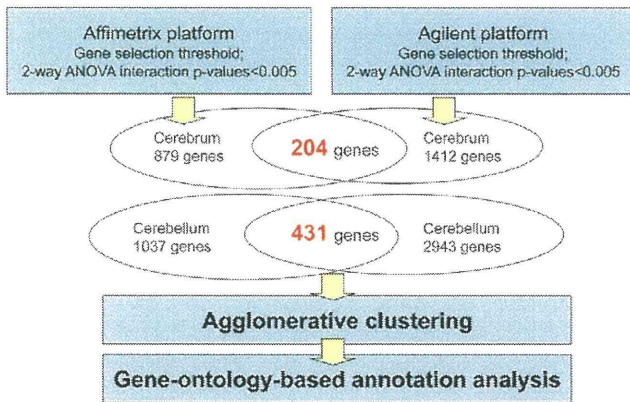 Affimetrix platform
Gene selection threshold;
2-way ANOVA interaction p-values<0.005
Agilent platform
Gene selection threshold;
2-way ANOVA interaction p-values<0.005
Cerebrum
879 genes
204 genes
Cerebrum
1412 genes
Cerebellum
1037 genes
431 genes
Cerebellum
2943 genes
Agglomerative clustering
Gene-ontology-based annotation analysis